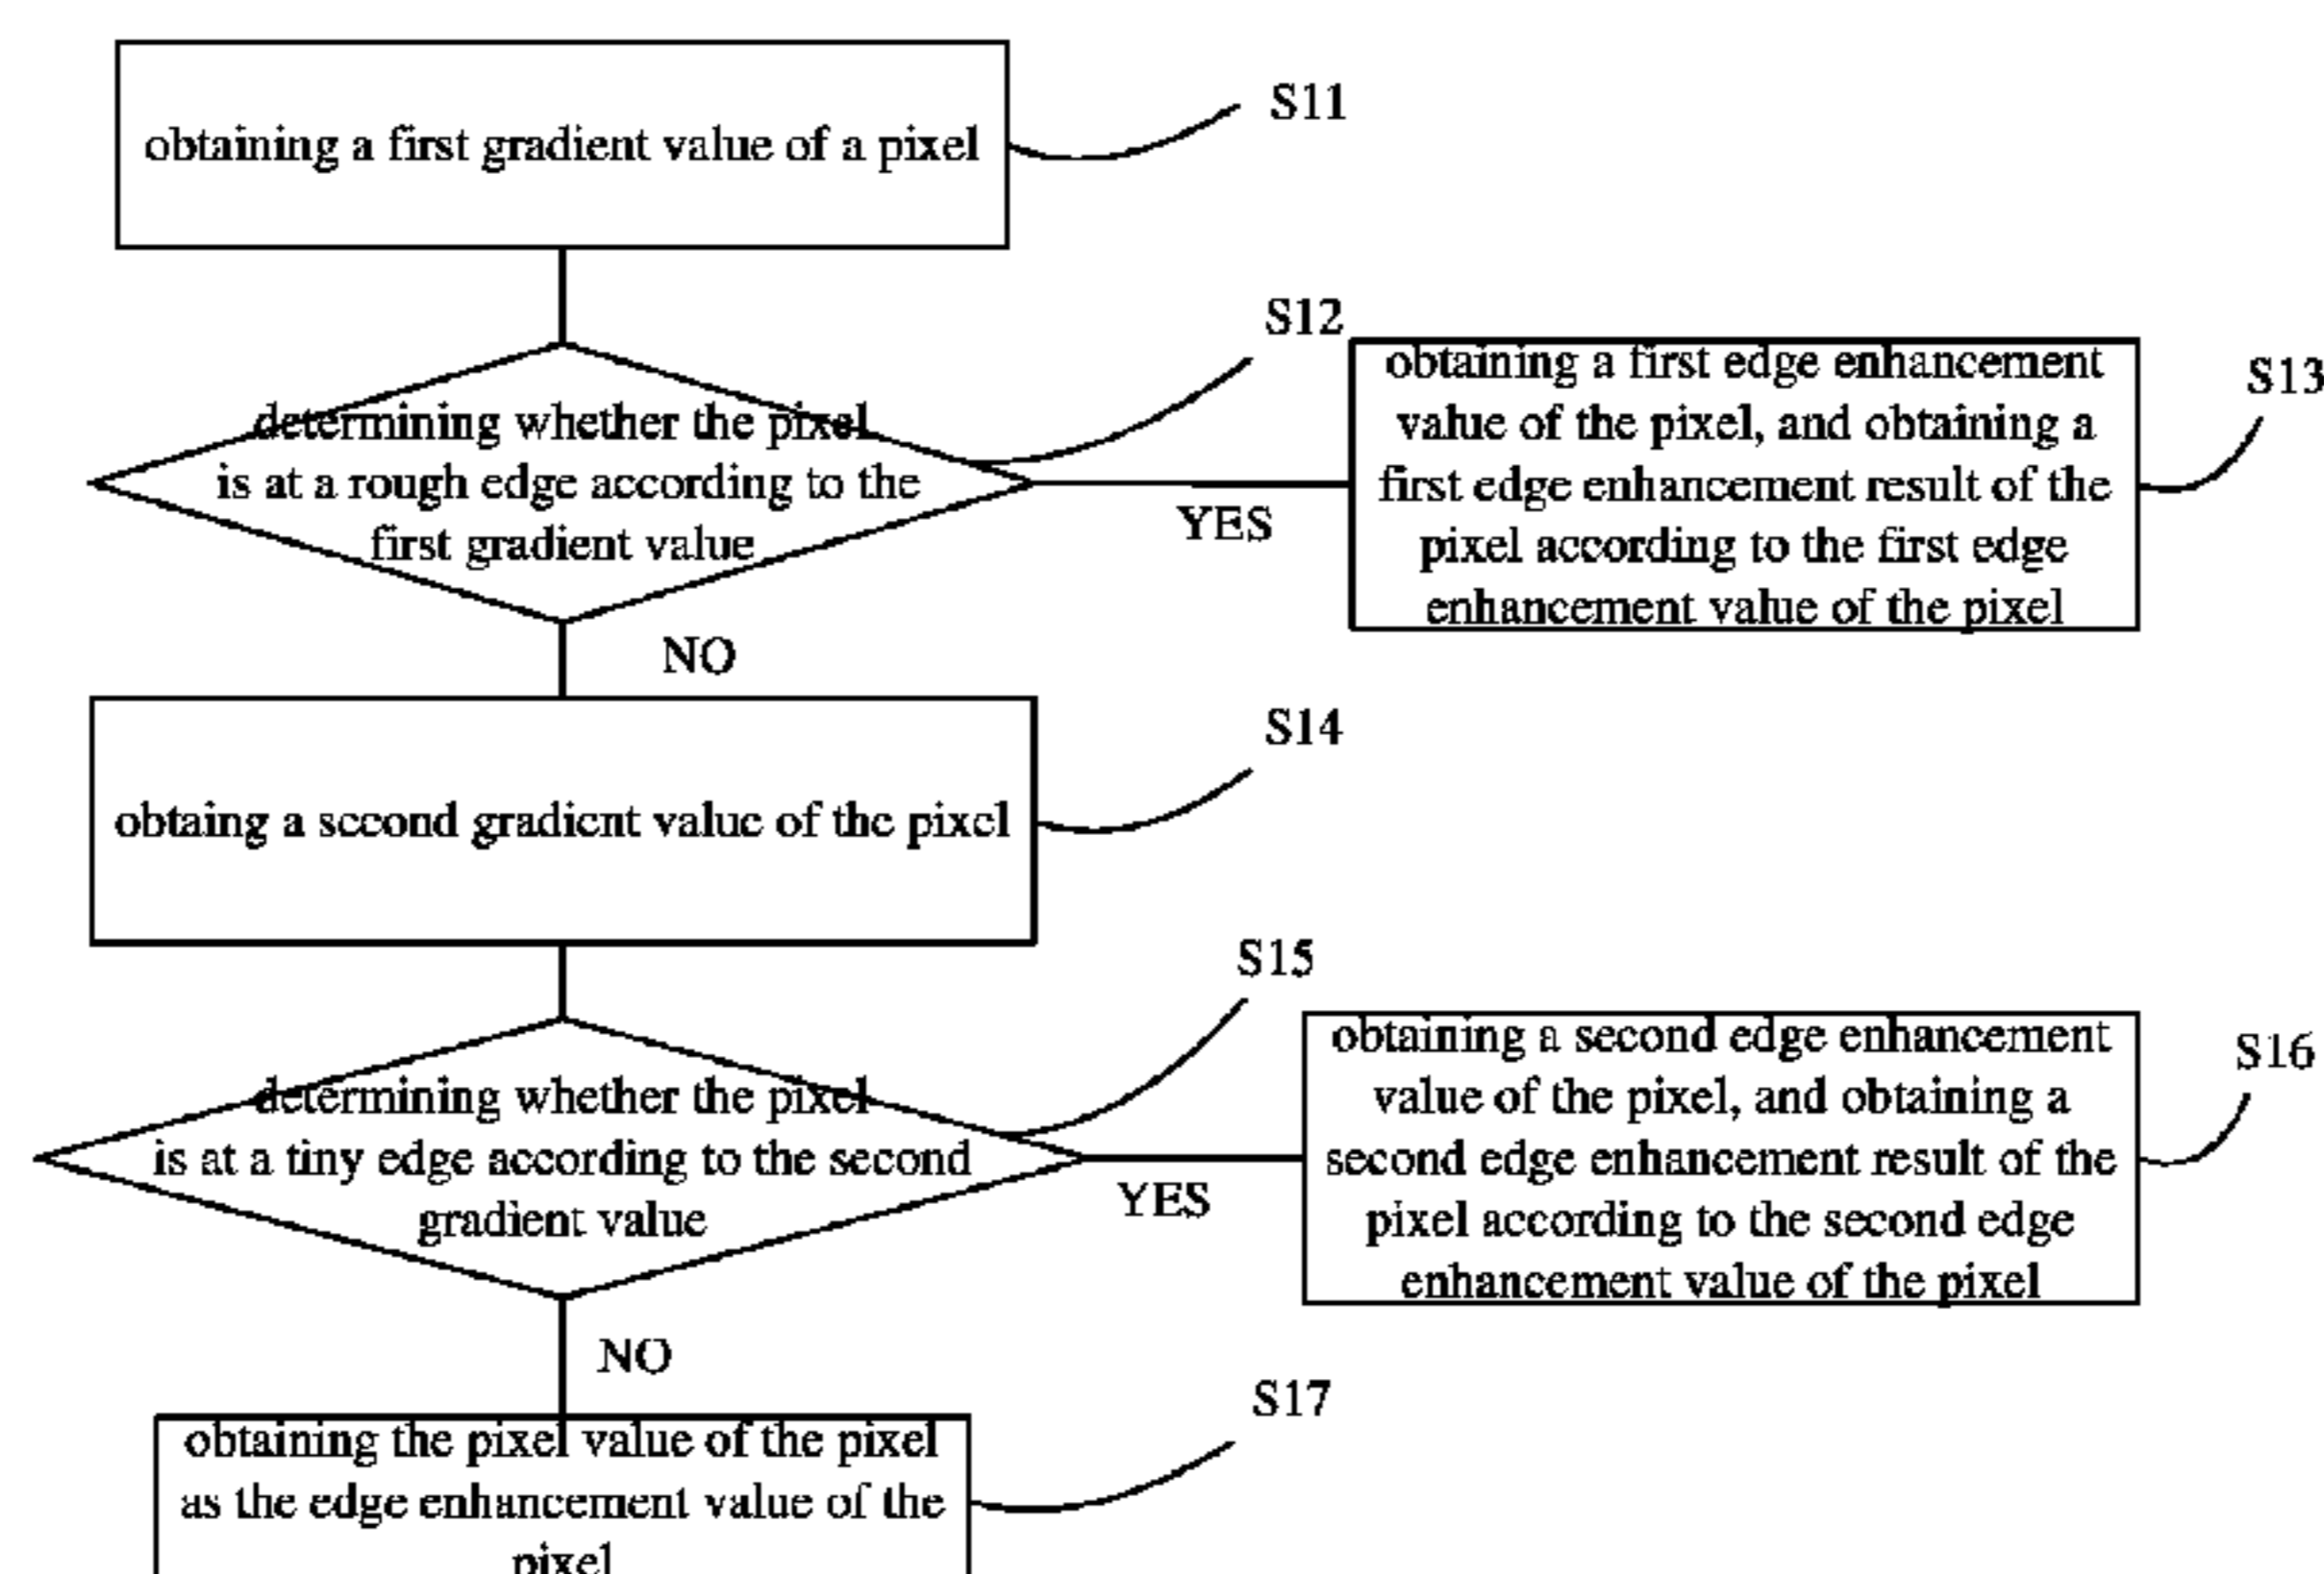 obtaining a first gradient value of a pixel
S11
S12
determining whether the pixel
is at a rough edge according to the
first gradient value
YES
NO
obtaining a first edge enhancement
value of the pixel, and obtaining a
first edge enhancement result of the
pixel according to the first edge
enhancement value of the pixel
S13
S14
obtaing a second gradient value of the pixel
S15
determining whether the pixel
is at a tiny edge according to the second
gradient value
YES
NO
obtaining a second edge enhancement
value of the pixel, and obtaining a
second edge enhancement result of the
pixel according to the second edge
enhancement value of the pixel
S16
S17
obtaining the pixel value of the pixel
as the edge enhancement value of the
pixel